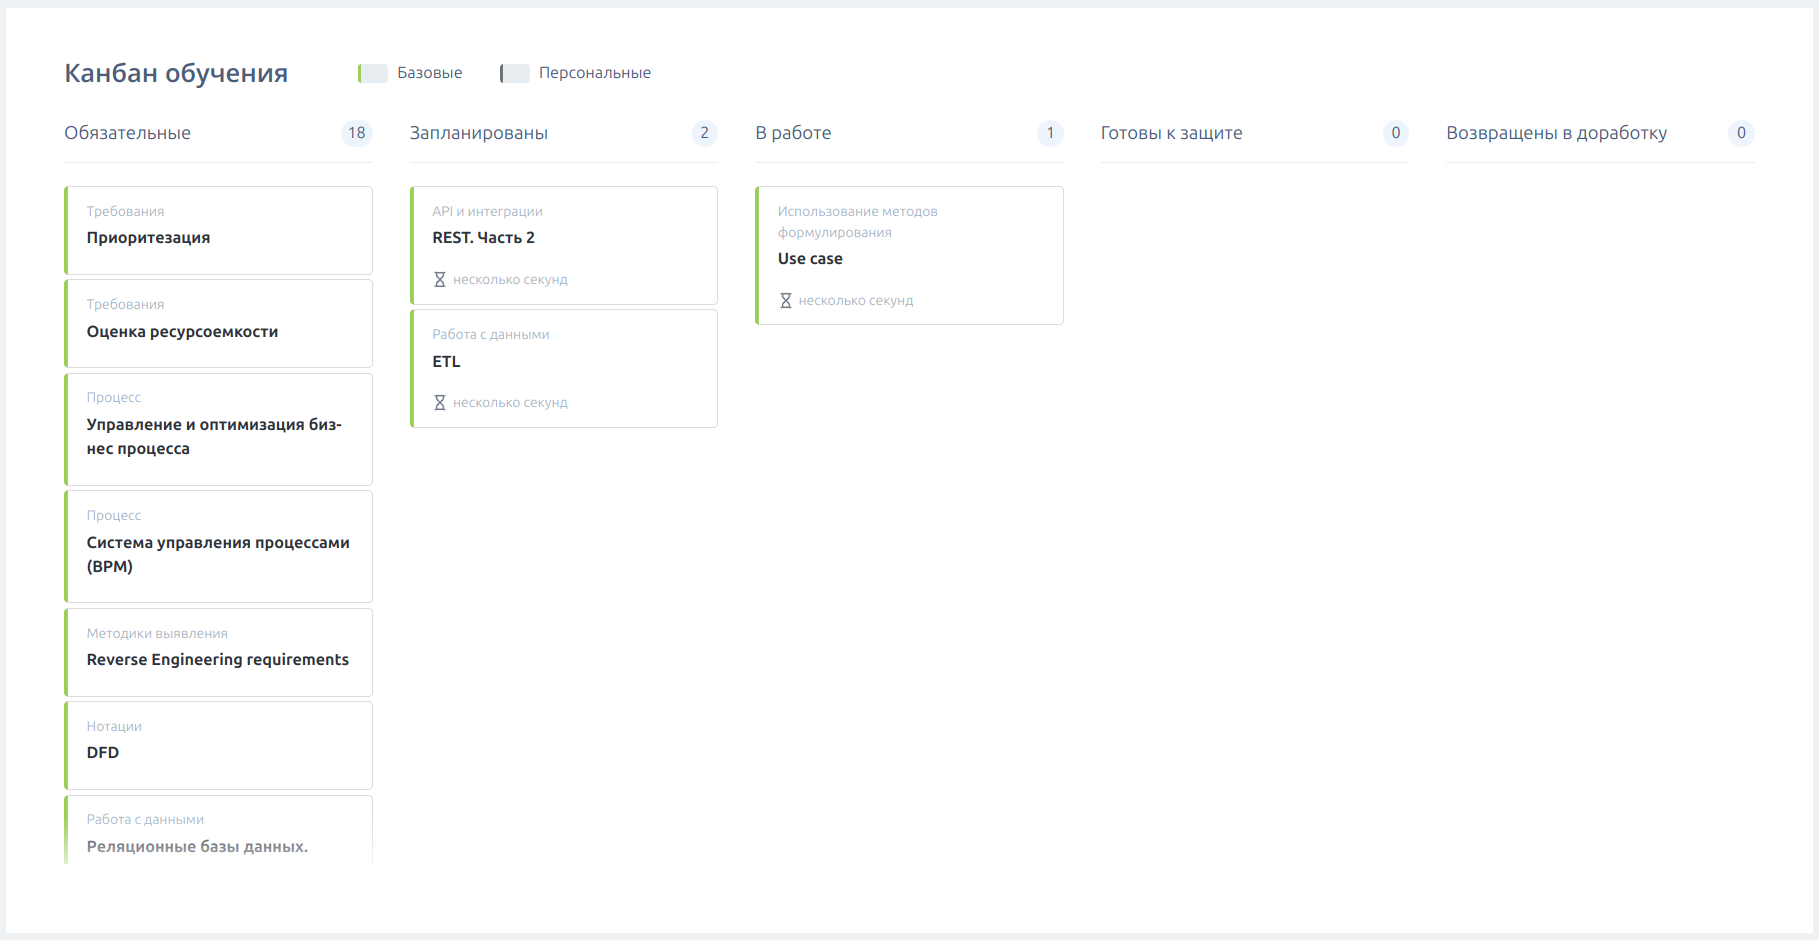 Канбан обучения
Базовые
Персональные
Обязательные 18
Требования
Приоритезация
Требования
Оценка ресурсоемкости
Процесс
Управление и оптимизация биз-
нес процесса
Процесс
Система управления процессами
(BPM)
Методики выявления
Reverse Engineering requirements
Нотации
DFD
Работа с данными
Реляционные базы данных.
Запланированы 2
API и интеграции
REST. Часть 2
несколько секунд
Работа с данными
ETL
несколько секунд
В работе 1
Использование методов
формулирования
Use case
несколько секунд
Готовы к защите 0
Возвращены в доработку 0